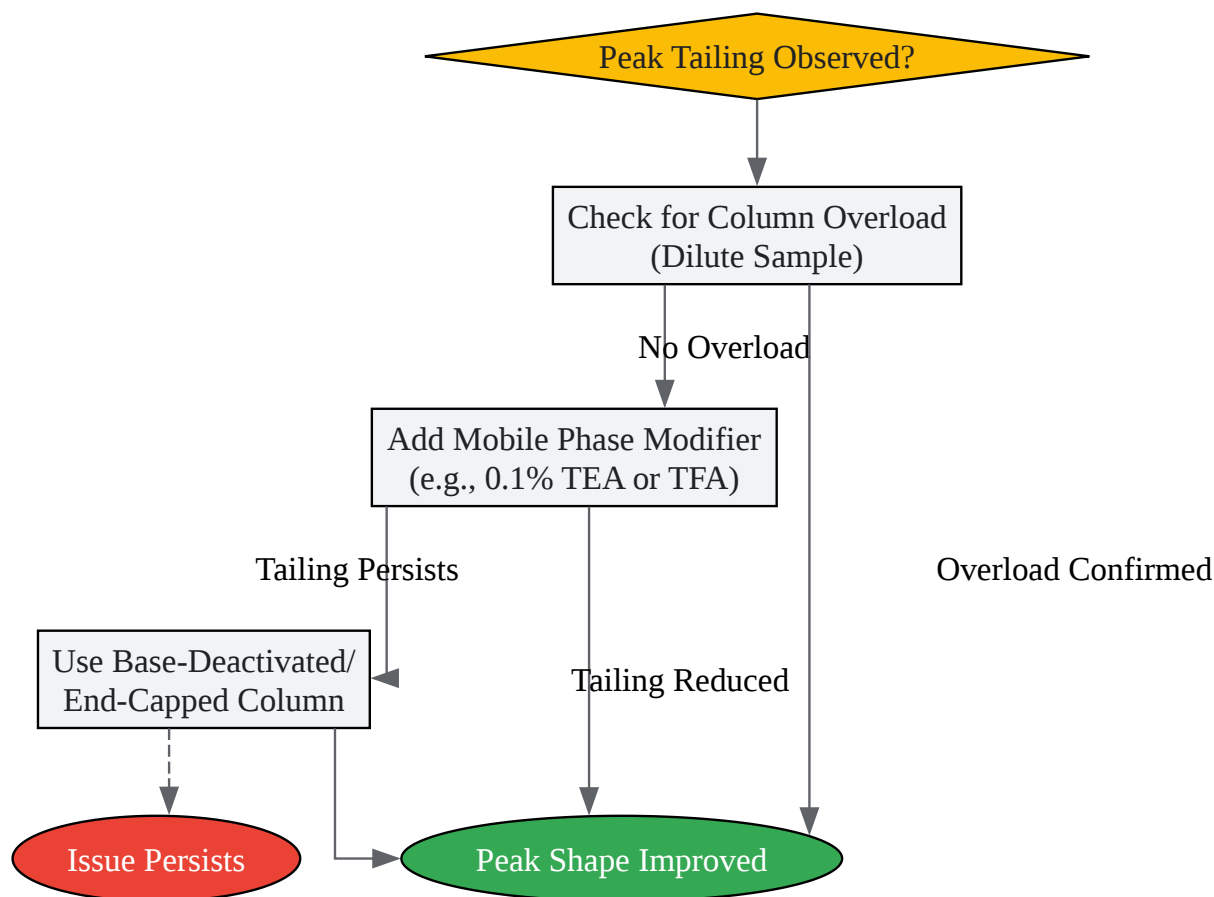 Peak Tailing Observed?
Check for Column Overload
(Dilute Sample)
No Overload
Add Mobile Phase Modifier
(e.g., 0.1% TEA or TFA)
Tailing Persists
Overload Confirmed
Use Base-Deactivated/
End-Capped Column
Tailing Reduced
Issue Persists
Peak Shape Improved